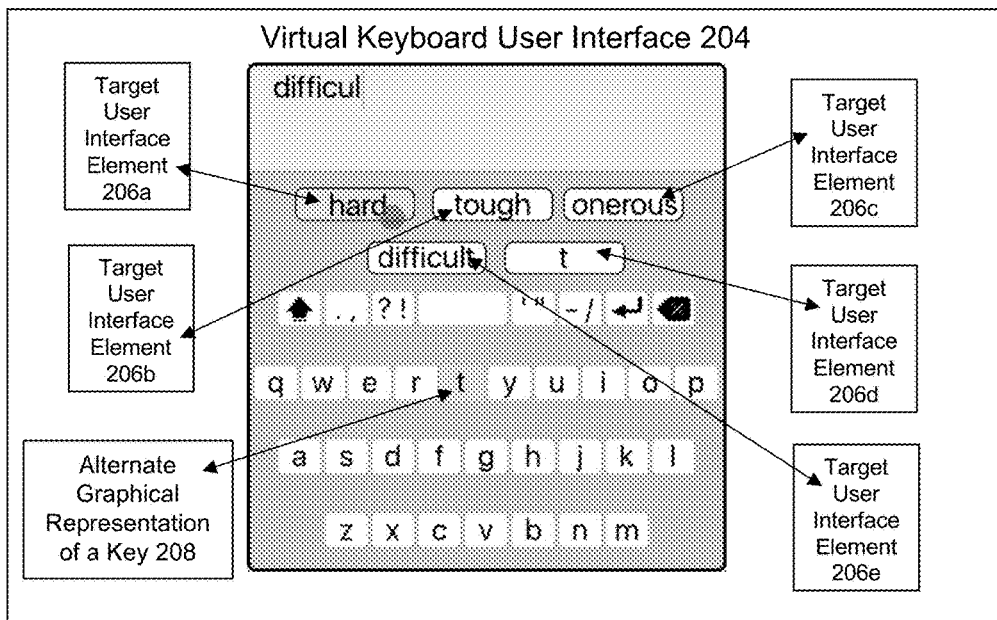 Virtual Keyboard User Interface 204
difficul
Target
User
Interface
Element
206a
Target
User
Interface
Element
206b
Alternate
Graphical
Representation
of a Key 208
hard tough onerous
difficult t
. , ? ! ' " ~ /
q w e r t y u i o p
a s d f g h j k l
z x c v b n m
Target
User
Interface
Element
206c
Target
User
Interface
Element
206d
Target
User
Interface
Element
206e